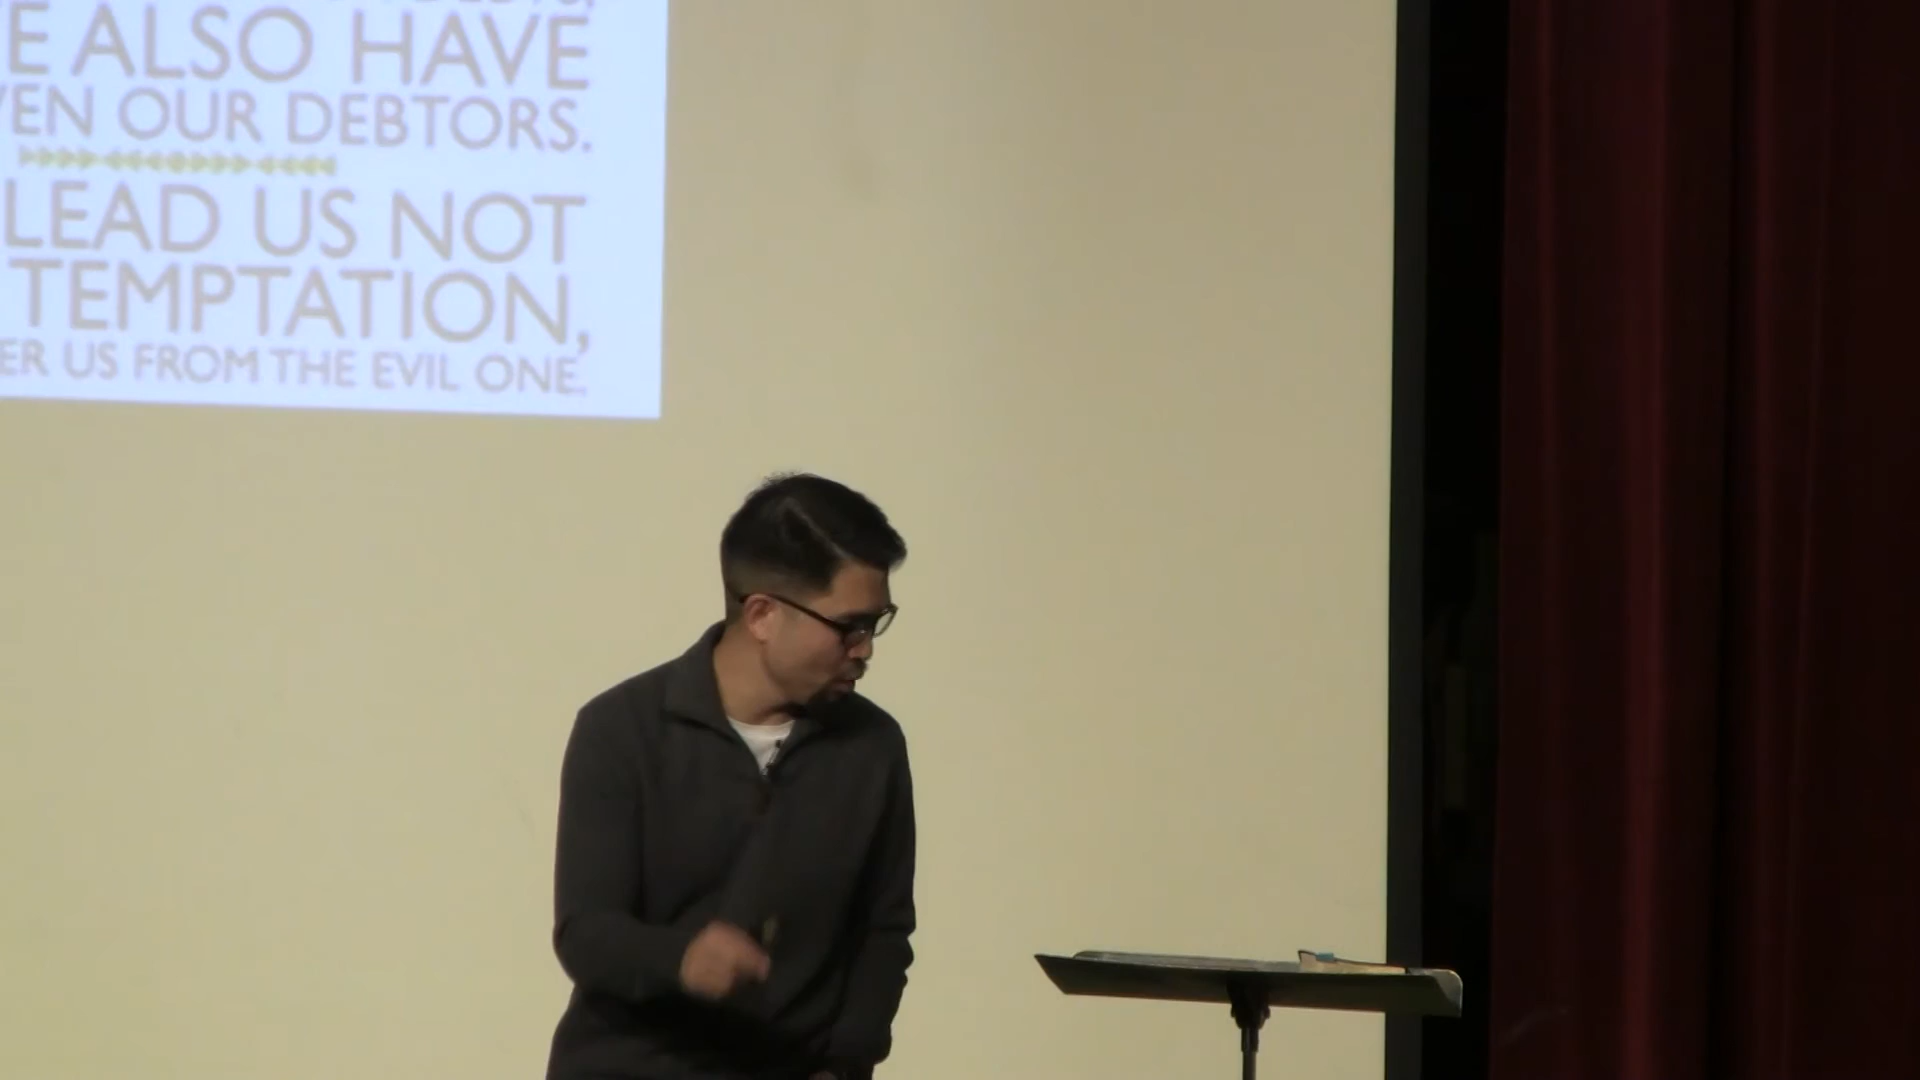 E ALSO HAVE
VEN OUR DEBTORS.
LEAD US NOT
TEMPTATION,
ER US FROM THE EVIL ONE.